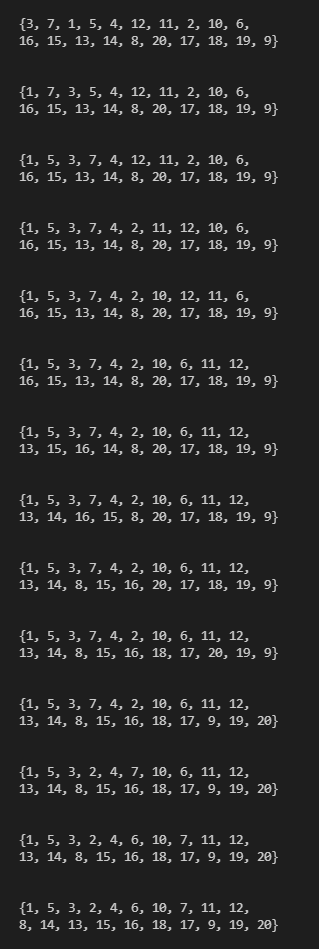 {3, 7, 1, 5, 4, 12, 11, 2, 10, 6,
16, 15, 13, 14, 8, 20, 17, 18, 19, 9}
{1, 7, 3, 5, 4, 12, 11, 2, 10, 6,
16, 15, 13, 14, 8, 20, 17, 18, 19, 9}
{1, 5, 3, 7, 4, 12, 11, 2, 10, 6,
16, 15, 13, 14, 8, 20, 17, 18, 19, 9}
{1, 5, 3, 7, 4, 2, 11, 12, 10, 6,
16, 15, 13, 14, 8, 20, 17, 18, 19, 9}
{1, 5, 3, 7, 4, 2, 10, 12, 11, 6,
16, 15, 13, 14, 8, 20, 17, 18, 19, 9}
{1, 5, 3, 7, 4, 2, 10, 6, 11, 12,
16, 15, 13, 14, 8, 20, 17, 18, 19, 9}
{1, 5, 3, 7, 4, 2, 10, 6, 11, 12,
13, 15, 16, 14, 8, 20, 17, 18, 19, 9}
{1, 5, 3, 7, 4, 2, 10, 6, 11, 12,
13, 14, 16, 15, 8, 20, 17, 18, 19, 9}
{1, 5, 3, 7, 4, 2, 10, 6, 11, 12,
13, 14, 8, 15, 16, 20, 17, 18, 19, 9}
{1, 5, 3, 7, 4, 2, 10, 6, 11, 12,
13, 14, 8, 15, 16, 18, 17, 20, 19, 9}
{1, 5, 3, 7, 4, 2, 10, 6, 11, 12,
13, 14, 8, 15, 16, 18, 17, 9, 19, 20}
{1, 5, 3, 2, 4, 7, 10, 6, 11, 12,
13, 14, 8, 15, 16, 18, 17, 9, 19, 20}
{1, 5, 3, 2, 4, 6, 10, 7, 11, 12,
13, 14, 8, 15, 16, 18, 17, 9, 19, 20}
{1, 5, 3, 2, 4, 6, 10, 7, 11, 12,
8, 14, 13, 15, 16, 18, 17, 9, 19, 20}